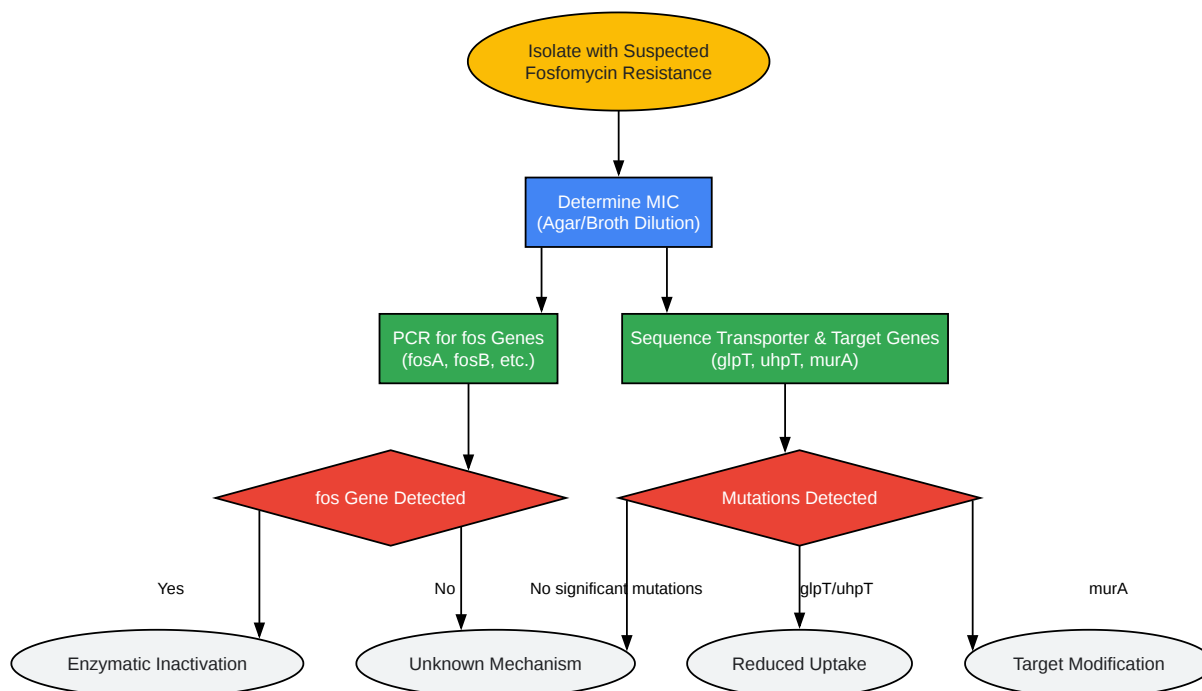 Isolate with Suspected
Fosfomycin Resistance
Determine MIC
(Agar/Broth Dilution)
PCR for fos Genes
(fosA, fosB, etc.)
Sequence Transporter & Target Genes
(glpT, uhpT, murA)
fos Gene Detected
Mutations Detected
Yes
No
No significant mutations
glpT/uhpT
murA
Enzymatic Inactivation
Unknown Mechanism
Reduced Uptake
Target Modification